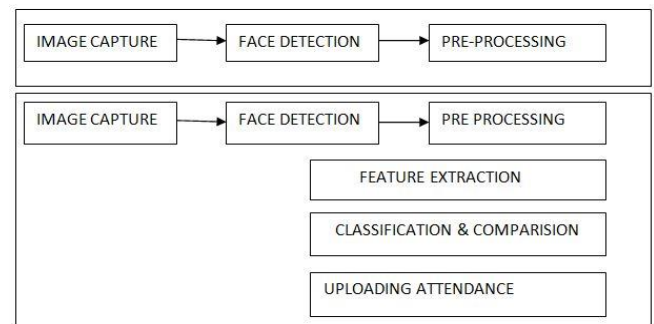 IMAGE CAPTURE
FACE DETECTION
PRE-PROCESSING
IMAGE CAPTURE
FACE DETECTION
PRE PROCESSING
FEATURE EXTRACTION
CLASSIFICATION & COMPARISION
UPLOADING ATTENDANCE